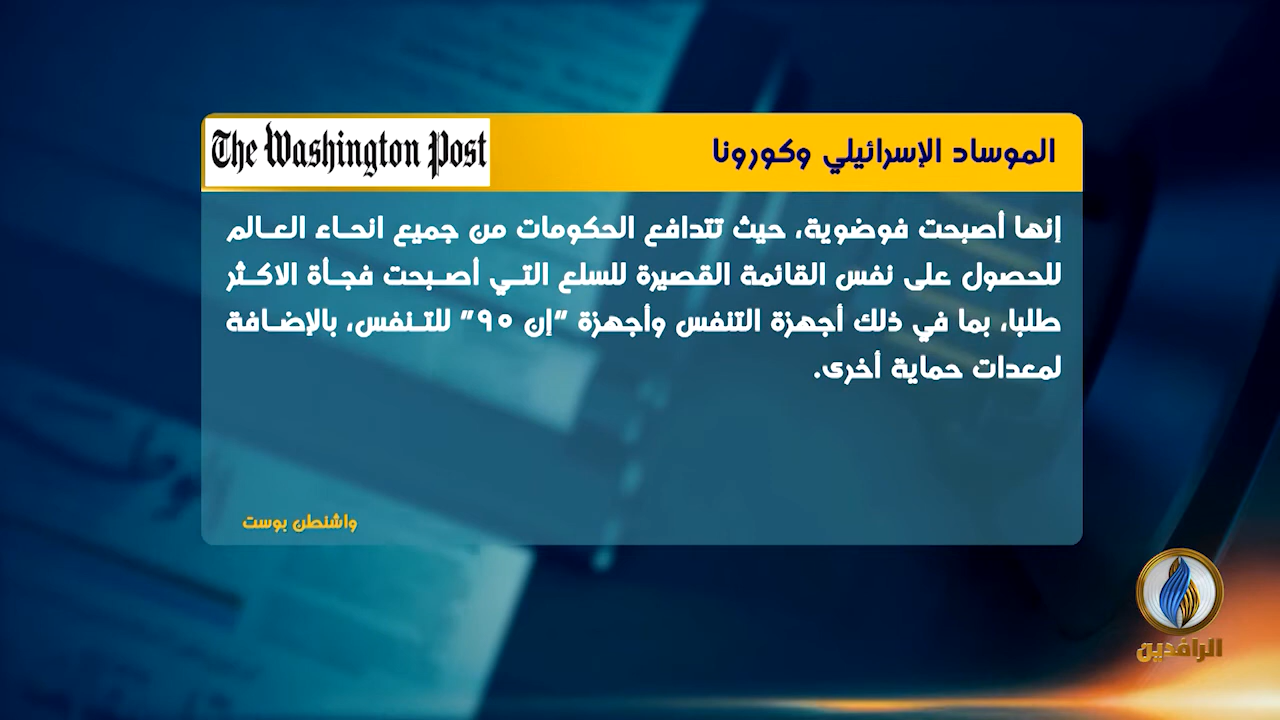 The Washington Post
الموساد الإسرائيلي وكورونا
إنها أصبحت فوضوية، حيث تتدافع الحكومات من جميع انحاء العالم
للحصول على نفس القائمة القصيرة للسلع التي أصبحت فجأة الاكثر
طلبا، بما في ذلك أجهزة التنفس وأجهزة "إن ٩٠" للتنفس، بالإضافة
لمعدات حماية أخرى.
واشنطن بوست
الرافدين